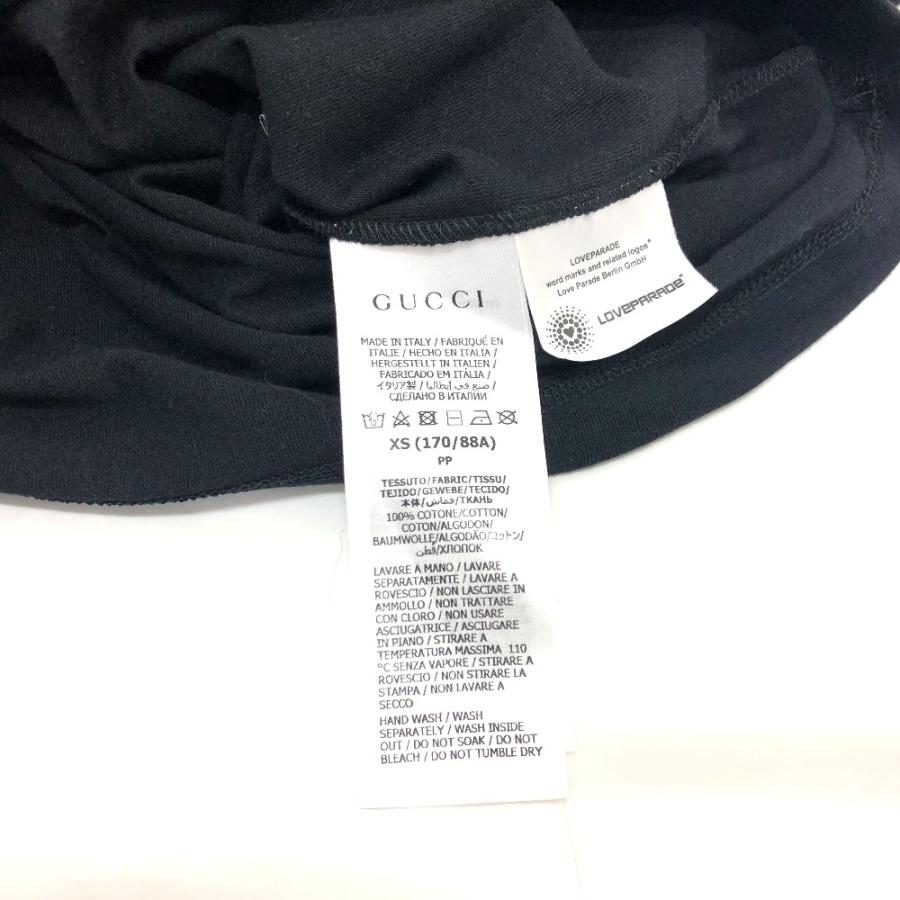 LOVEPARADE
word marks and related logos®
Love Parade Berlin GmbH
LOVEPARADE®
GUCCI
MADE IN ITALY / FABRIQUÉ EN
ITALIE / HECHO EN ITALIA /
HERGESTELLT IN ITALIEN /
FABRICADO EM ITÁLIA /
イタリア製 / صنع في إيطاليا /
СДЕЛАНО В ИТАЛИИ
XS (170/88A)
PP
TESSUTO/FABRIC/TISSU/
TEJIDO/GEWEBE/TECIDO/
本体/قماش/ТКАНЬ
100% COTONE/COTTON/
COTON/ALGODON/
BAUMWOLLE/ALGODÃO/コットン/
قطن/ХЛОПОК
LAVARE A MANO / LAVARE
SEPARATAMENTE / LAVARE A
ROVESCIO / NON LASCIARE IN
AMMOLLO / NON TRATTARE
CON CLORO / NON USARE
ASCIUGATRICE / ASCIUGARE
IN PIANO / STIRARE A
TEMPERATURA MASSIMA 110
°C SENZA VAPORE / STIRARE A
ROVESCIO / NON STIRARE LA
STAMPA / NON LAVARE A
SECCO
HAND WASH / WASH
SEPARATELY / WASH INSIDE
OUT / DO NOT SOAK / DO NOT
BLEACH / DO NOT TUMBLE DRY